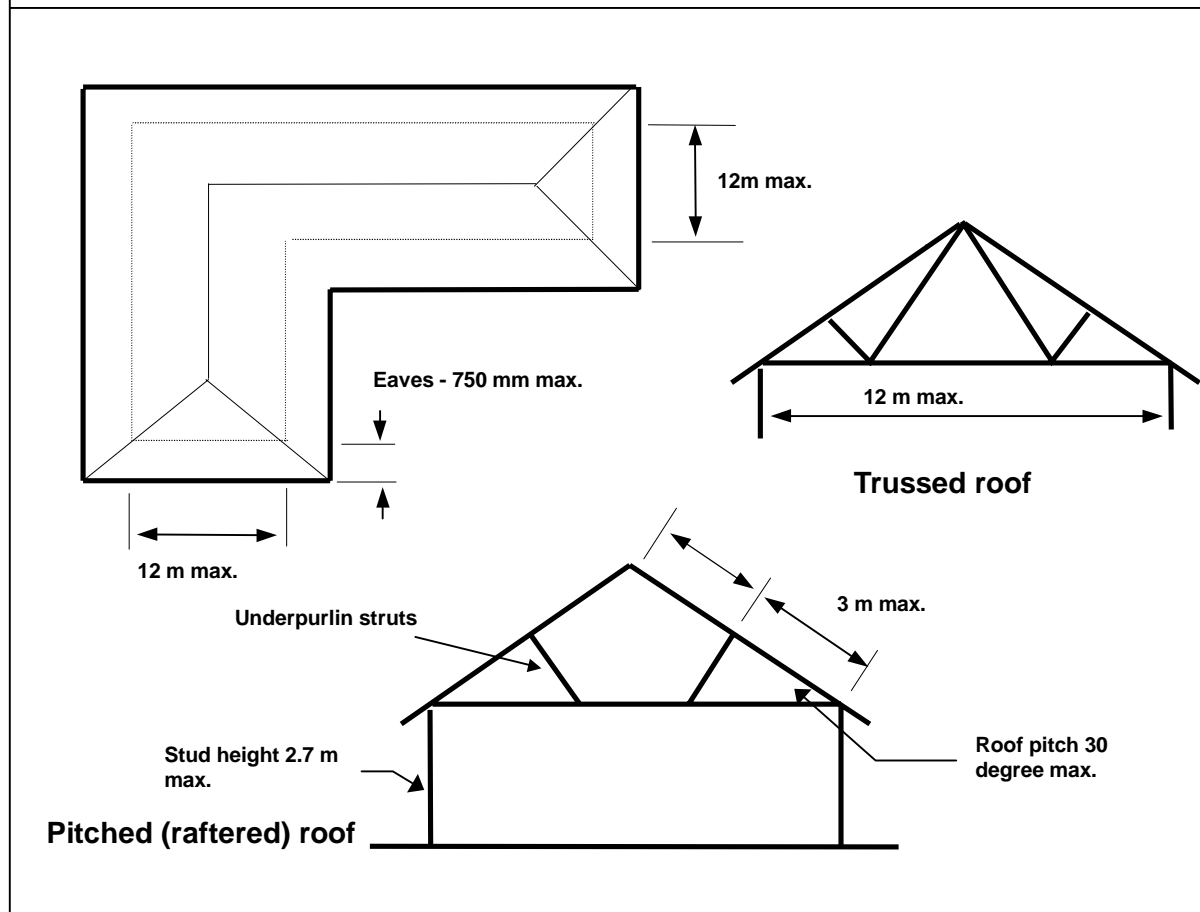 12m max.
Eaves - 750 mm max.
12 m max.
Trussed roof
12 m max.
3 m max.
Underpurlin struts
Stud height 2.7 m
max.
Roof pitch 30
degree max.
Pitched (raftered) roof